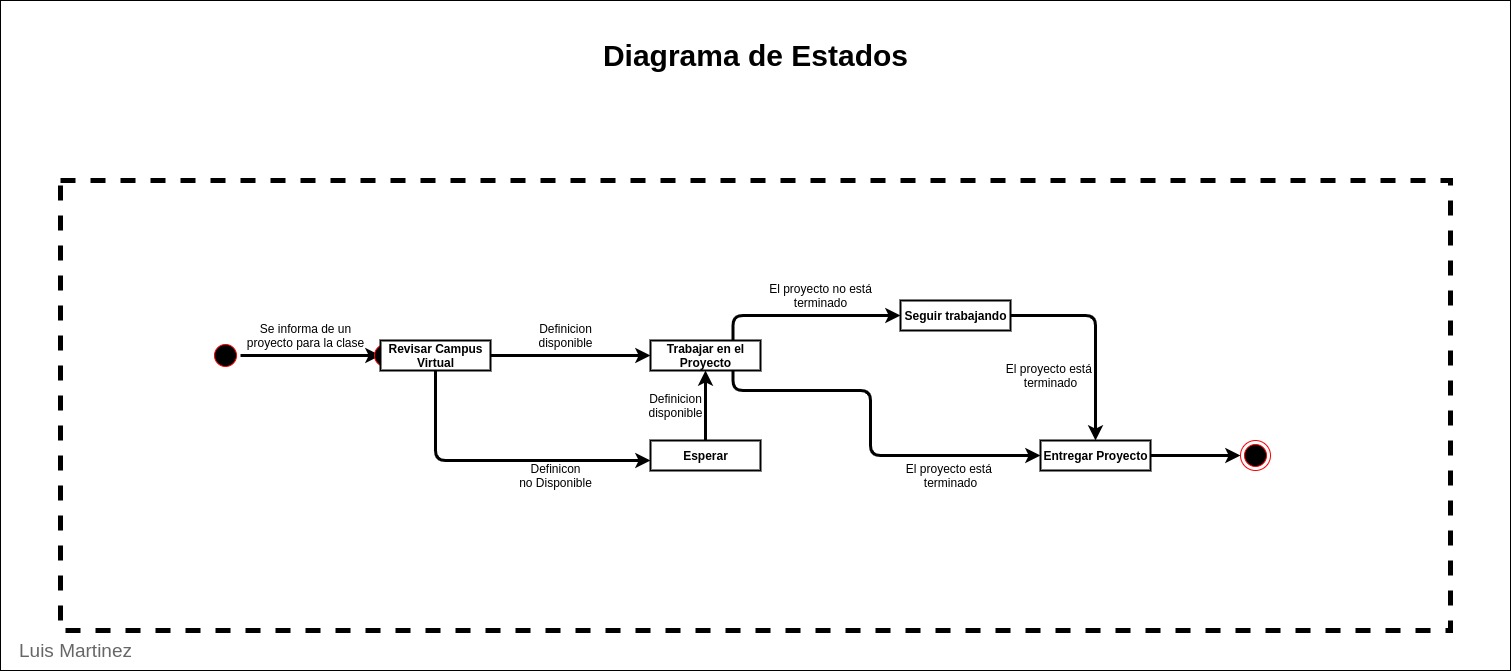 Diagrama de Estados
Se informa de un
proyecto para la clase
Revisar Campus
Virtual
Definicion
disponible
Trabajar en el
Proyecto
El proyecto no está
terminado
Seguir trabajando
El proyecto está
terminado
Definicion
disponible
Esperar
Definicon
no Disponible
El proyecto está
terminado
Entregar Proyecto
Luis Martinez